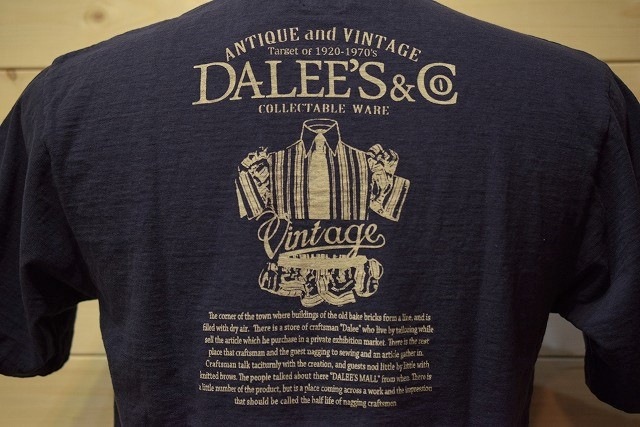 ANTIQUE and VINTAGE
Target of 1920-1970's
DALEE'S & Co
COLLECTABLE WARE
Vintage
The corner of the town where buildings of the old bake bricks form a line, and is
filled with dry air. There is a store of craftsman "Dalee" who live by tailoring while
sell the article which he purchase in a private exhibition market. There is the rest
place that craftsman and the guest nagging to sewing and an article gather in.
Craftsman talk taciturnly with the creation, and guests nod little by little with
knitted brows. The people talked about there "DALEE'S MALL" from when. There is
a little number of the product, but is a place coming across a work and the impression
that should be called the half life of nagging craftsmen